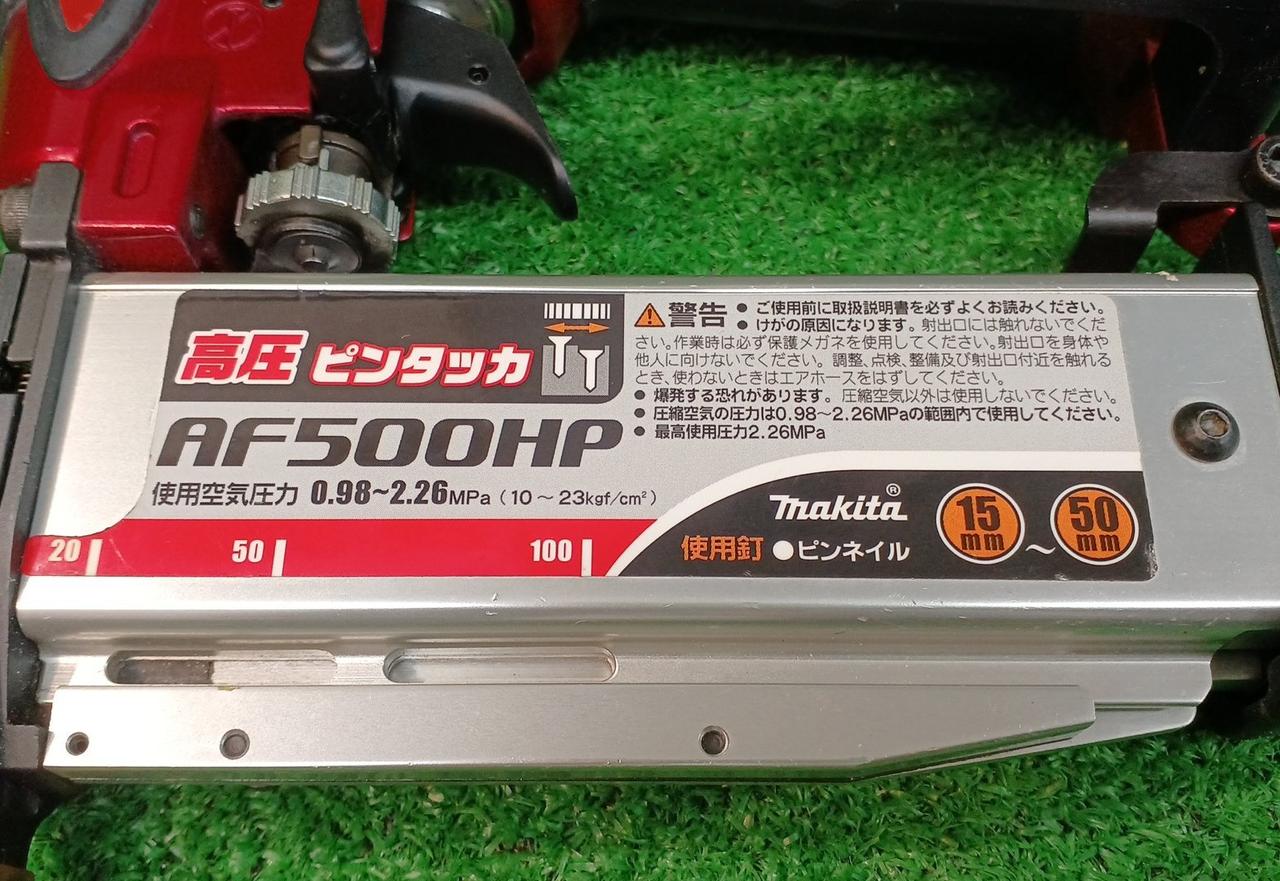 高圧 ピンタッカ
AF500HP
使用空気圧力 0.98~2.26MPa (10~23kgf/cm²)
20 50 100
警告 ● ご使用前に取扱説明書を必ずよくお読みください。
● けがの原因になります。射出口には触れないでくだ
さい。作業時は必ず保護メガネを使用してください。射出口を身体や
他人に向けないでください。調整、点検、整備及び射出口付近を触れる
とき、使わないときはエアホースをはずしてください。
● 爆発する恐れがあります。圧縮空気以外は使用しないでください。
● 圧縮空気の圧力は0.98~2.26MPaの範囲内で使用してください。
● 最高使用圧力2.26MPa
makita®
15mm ~ 50mm
使用釘 ●ピンネイル